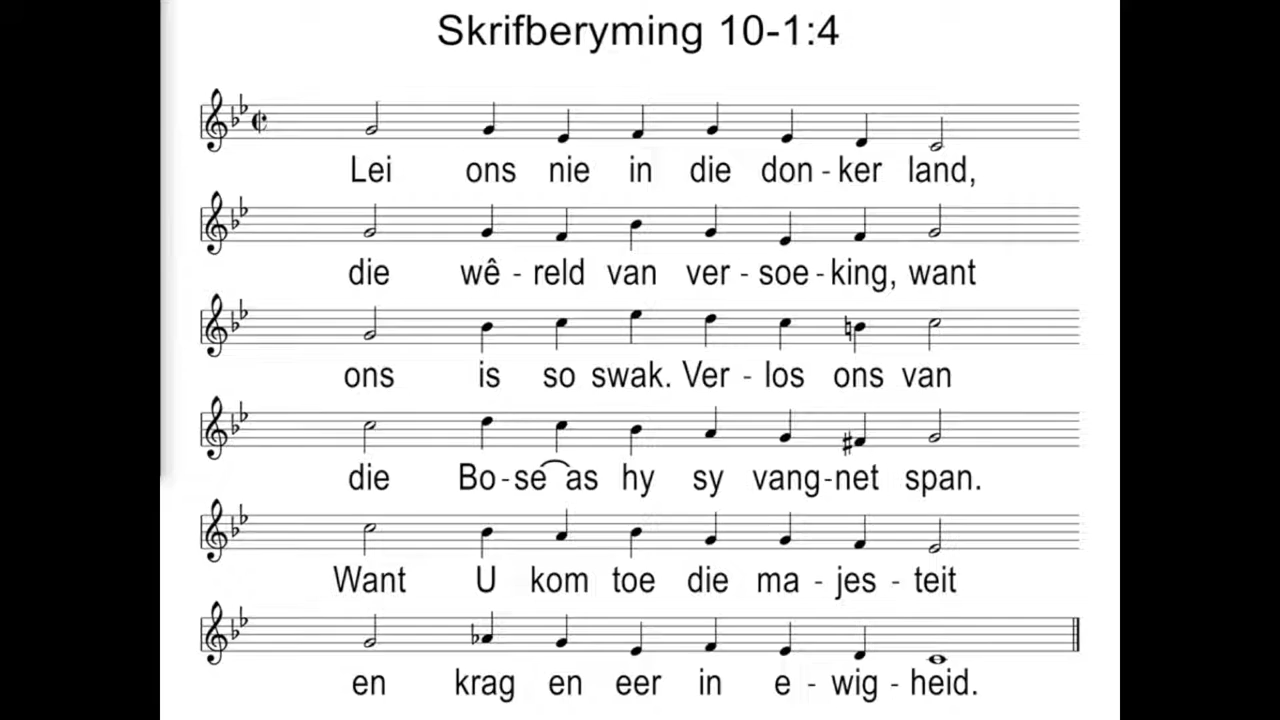 Skrifberyming 10-1:4
Lei ons nie in die don - ker land,
die wê - reld van ver - soe - king, want
ons is so swak. Ver - los ons van
die Bo - se as hy sy vang - net span.
Want U kom toe die ma - jes - teit
en krag en eer in e - wig - heid.